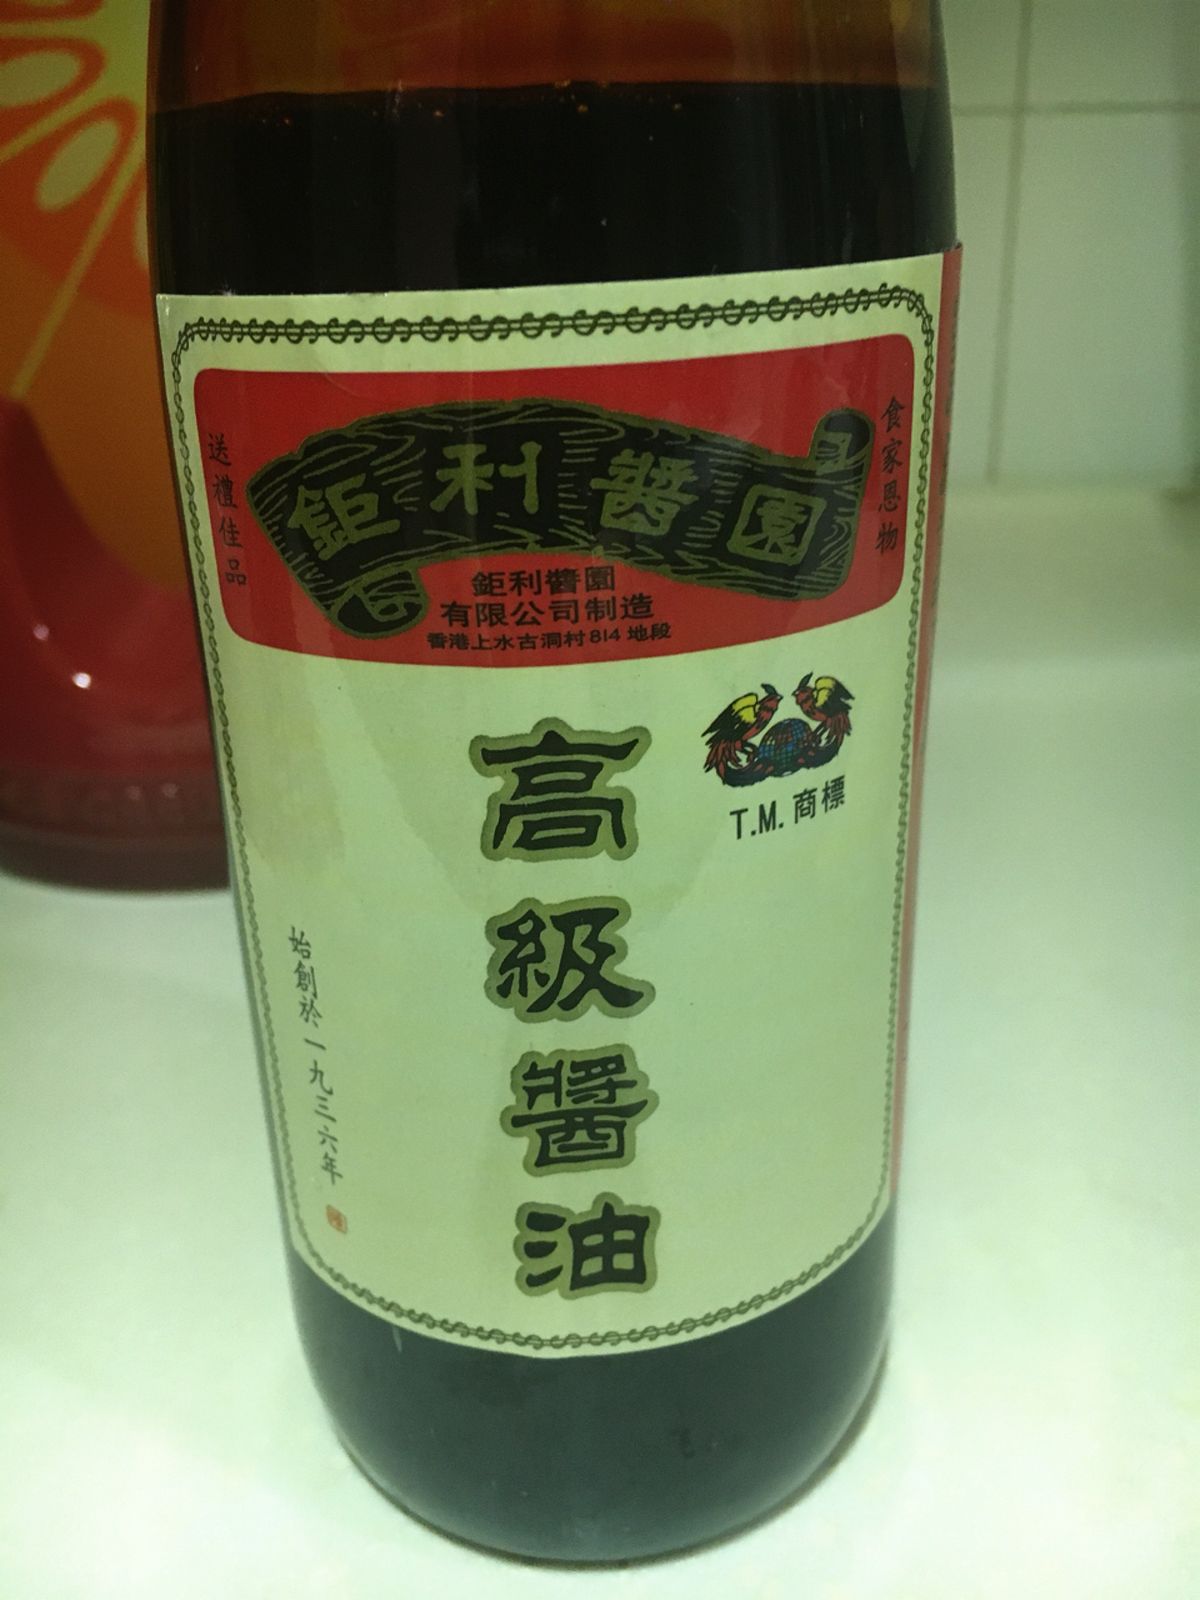 鉅利醬園
送禮佳品
食家恩物
鉅利醬園
有限公司制造
香港上水古洞村814地段
T.M.商標
高級醬油
始創於一九三六年